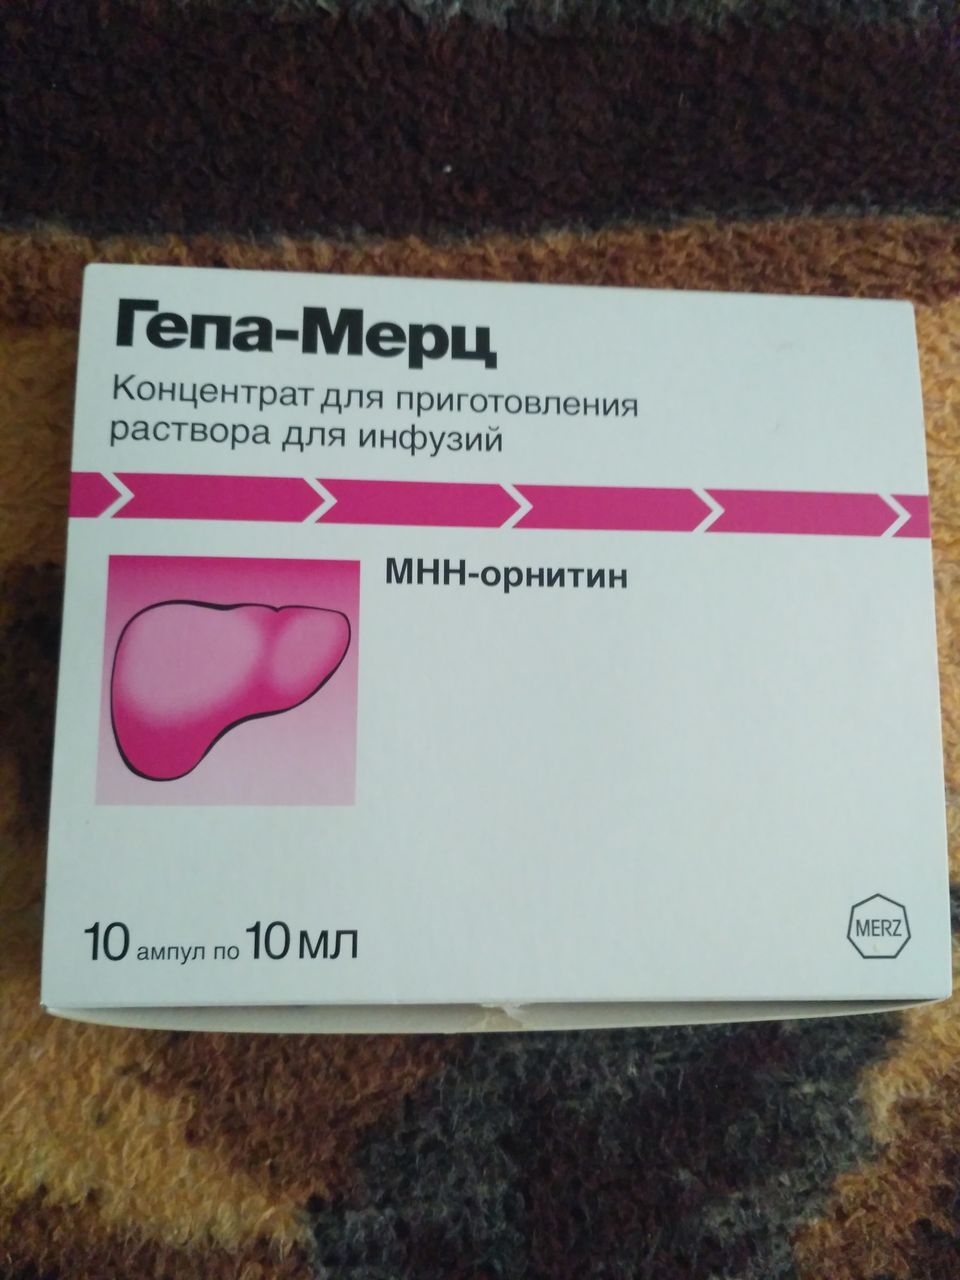 Гепа-Мерц
Концентрат для приготовления
раствора для инфузий
МНН-орнитин
10 ампул по 10 мл
MERZ